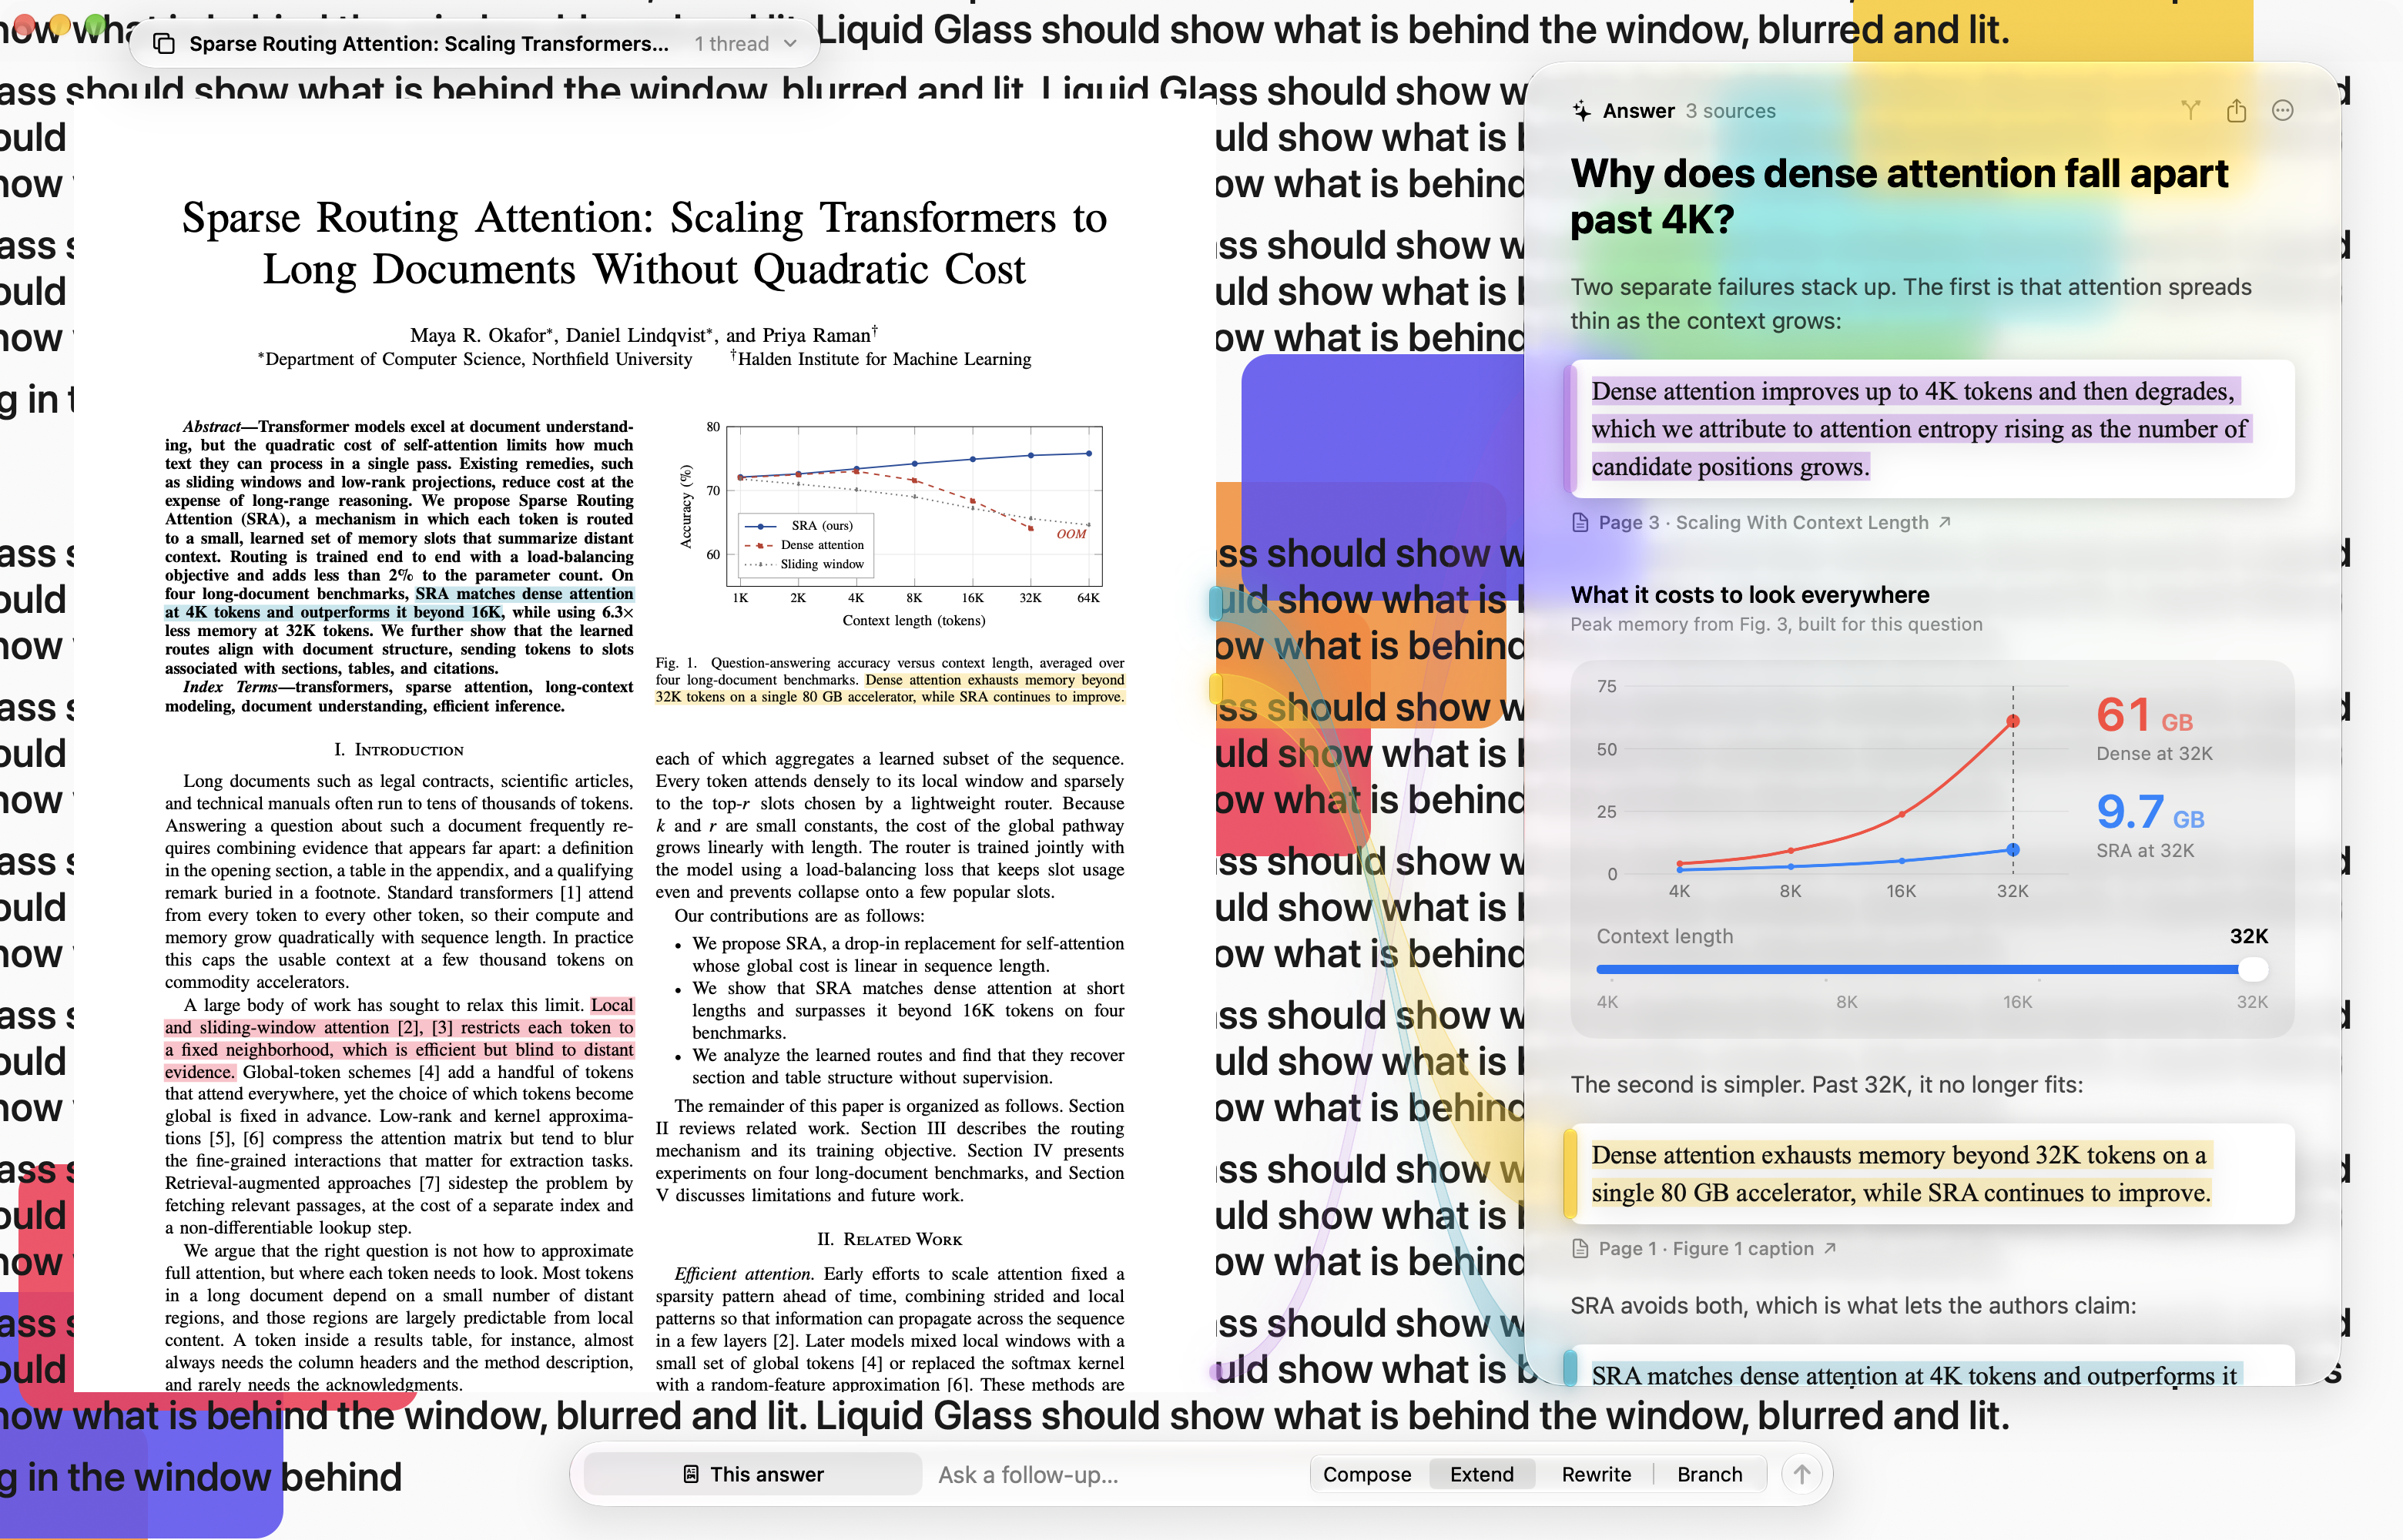 how wha
Liquid Glass should show what is behind the window, blurred and lit.
Sparse Routing Attention: Scaling Transformers...
1 thread
ass should show what is behind the window, blurred and lit. Liquid Glass should show w
ould
uld show what is b
how
ow what is behind
Sparse Routing Attention: Scaling Transformers to
Long Documents Without Quadratic Cost
Maya R. Okafor*, Daniel Lindqvist*, and Priya Raman†
*Department of Computer Science, Northfield University †Halden Institute for Machine Learning
Abstract—Transformer models excel at document understand-
ing, but the quadratic cost of self-attention limits how much
text they can process in a single pass. Existing remedies, such
as sliding windows and low-rank projections, reduce cost at the
expense of long-range reasoning. We propose Sparse Routing
Attention (SRA), a mechanism in which each token is routed
to a small, learned set of memory slots that summarize distant
context. Routing is trained end to end with a load-balancing
objective and adds less than 2% to the parameter count. On
four long-document benchmarks, SRA matches dense attention
at 4K tokens and outperforms it beyond 16K, while using 6.3×
less memory at 32K tokens. We further show that the learned
routes align with document structure, sending tokens to slots
associated with sections, tables, and citations.
Index Terms—transformers, sparse attention, long-context
modeling, document understanding, efficient inference.
I. Introduction
Long documents such as legal contracts, scientific articles,
and technical manuals often run to tens of thousands of tokens.
Answering a question about such a document frequently re-
quires combining evidence that appears far apart: a definition
in the opening section, a table in the appendix, and a qualifying
remark buried in a footnote. Standard transformers [1] attend
from every token to every other token, so their compute and
memory grow quadratically with sequence length. In practice
this caps the usable context at a few thousand tokens on
commodity accelerators.
A large body of work has sought to relax this limit. Local
and sliding-window attention [2], [3] restricts each token to
a fixed neighborhood, which is efficient but blind to distant
evidence. Global-token schemes [4] add a handful of tokens
that attend everywhere, yet the choice of which tokens become
global is fixed in advance. Low-rank and kernel approxima-
tions [5], [6] compress the attention matrix but tend to blur
the fine-grained interactions that matter for extraction tasks.
Retrieval-augmented approaches [7] sidestep the problem by
fetching relevant passages, at the cost of a separate index and
a non-differentiable lookup step.
We argue that the right question is not how to approximate
full attention, but where each token needs to look. Most tokens
in a long document depend on a small number of distant
regions, and those regions are largely predictable from local
content. A token inside a results table, for instance, almost
always needs the column headers and the method description,
and rarely needs the acknowledgments.
80
70
60
Accuracy (%)
SRA (ours)
Dense attention
Sliding window
OOM
1K 2K 4K 8K 16K 32K 64K
Context length (tokens)
Fig. 1. Question-answering accuracy versus context length, averaged over
four long-document benchmarks. Dense attention exhausts memory beyond
32K tokens on a single 80 GB accelerator, while SRA continues to improve.
each of which aggregates a learned subset of the sequence.
Every token attends densely to its local window and sparsely
to the top-r slots chosen by a lightweight router. Because
k and r are small constants, the cost of the global pathway
grows linearly with length. The router is trained jointly with
the model using a load-balancing loss that keeps slot usage
even and prevents collapse onto a few popular slots.
Our contributions are as follows:
• We propose SRA, a drop-in replacement for self-attention
whose global cost is linear in sequence length.
• We show that SRA matches dense attention at short
lengths and surpasses it beyond 16K tokens on four
benchmarks.
• We analyze the learned routes and find that they recover
section and table structure without supervision.
The remainder of this paper is organized as follows. Section
II reviews related work. Section III describes the routing
mechanism and its training objective. Section IV presents
experiments on four long-document benchmarks, and Section
V discusses limitations and future work.
II. Related Work
Efficient attention. Early efforts to scale attention fixed a
sparsity pattern ahead of time, combining strided and local
patterns so that information can propagate across the sequence
in a few layers [2]. Later models mixed local windows with a
small set of global tokens [4] or replaced the softmax kernel
with a random-feature approximation [6]. These methods are
Answer 3 sources
Why does dense attention fall apart
past 4K?
Two separate failures stack up. The first is that attention spreads
thin as the context grows:
Dense attention improves up to 4K tokens and then degrades,
which we attribute to attention entropy rising as the number of
candidate positions grows.
Page 3 · Scaling With Context Length ↗
What it costs to look everywhere
Peak memory from Fig. 3, built for this question
75
50
25
0
4K 8K 16K 32K
61 GB
Dense at 32K
9.7 GB
SRA at 32K
Context length 32K
4K 8K 16K 32K
The second is simpler. Past 32K, it no longer fits:
Dense attention exhausts memory beyond 32K tokens on a
single 80 GB accelerator, while SRA continues to improve.
Page 1 · Figure 1 caption ↗
SRA avoids both, which is what lets the authors claim:
SRA matches dense attention at 4K tokens and outperforms it
how what is behind the window, blurred and lit. Liquid Glass should show what is behind the window, blurred and lit.
g in the window behind
This answer
Ask a follow-up...
Compose Extend Rewrite Branch